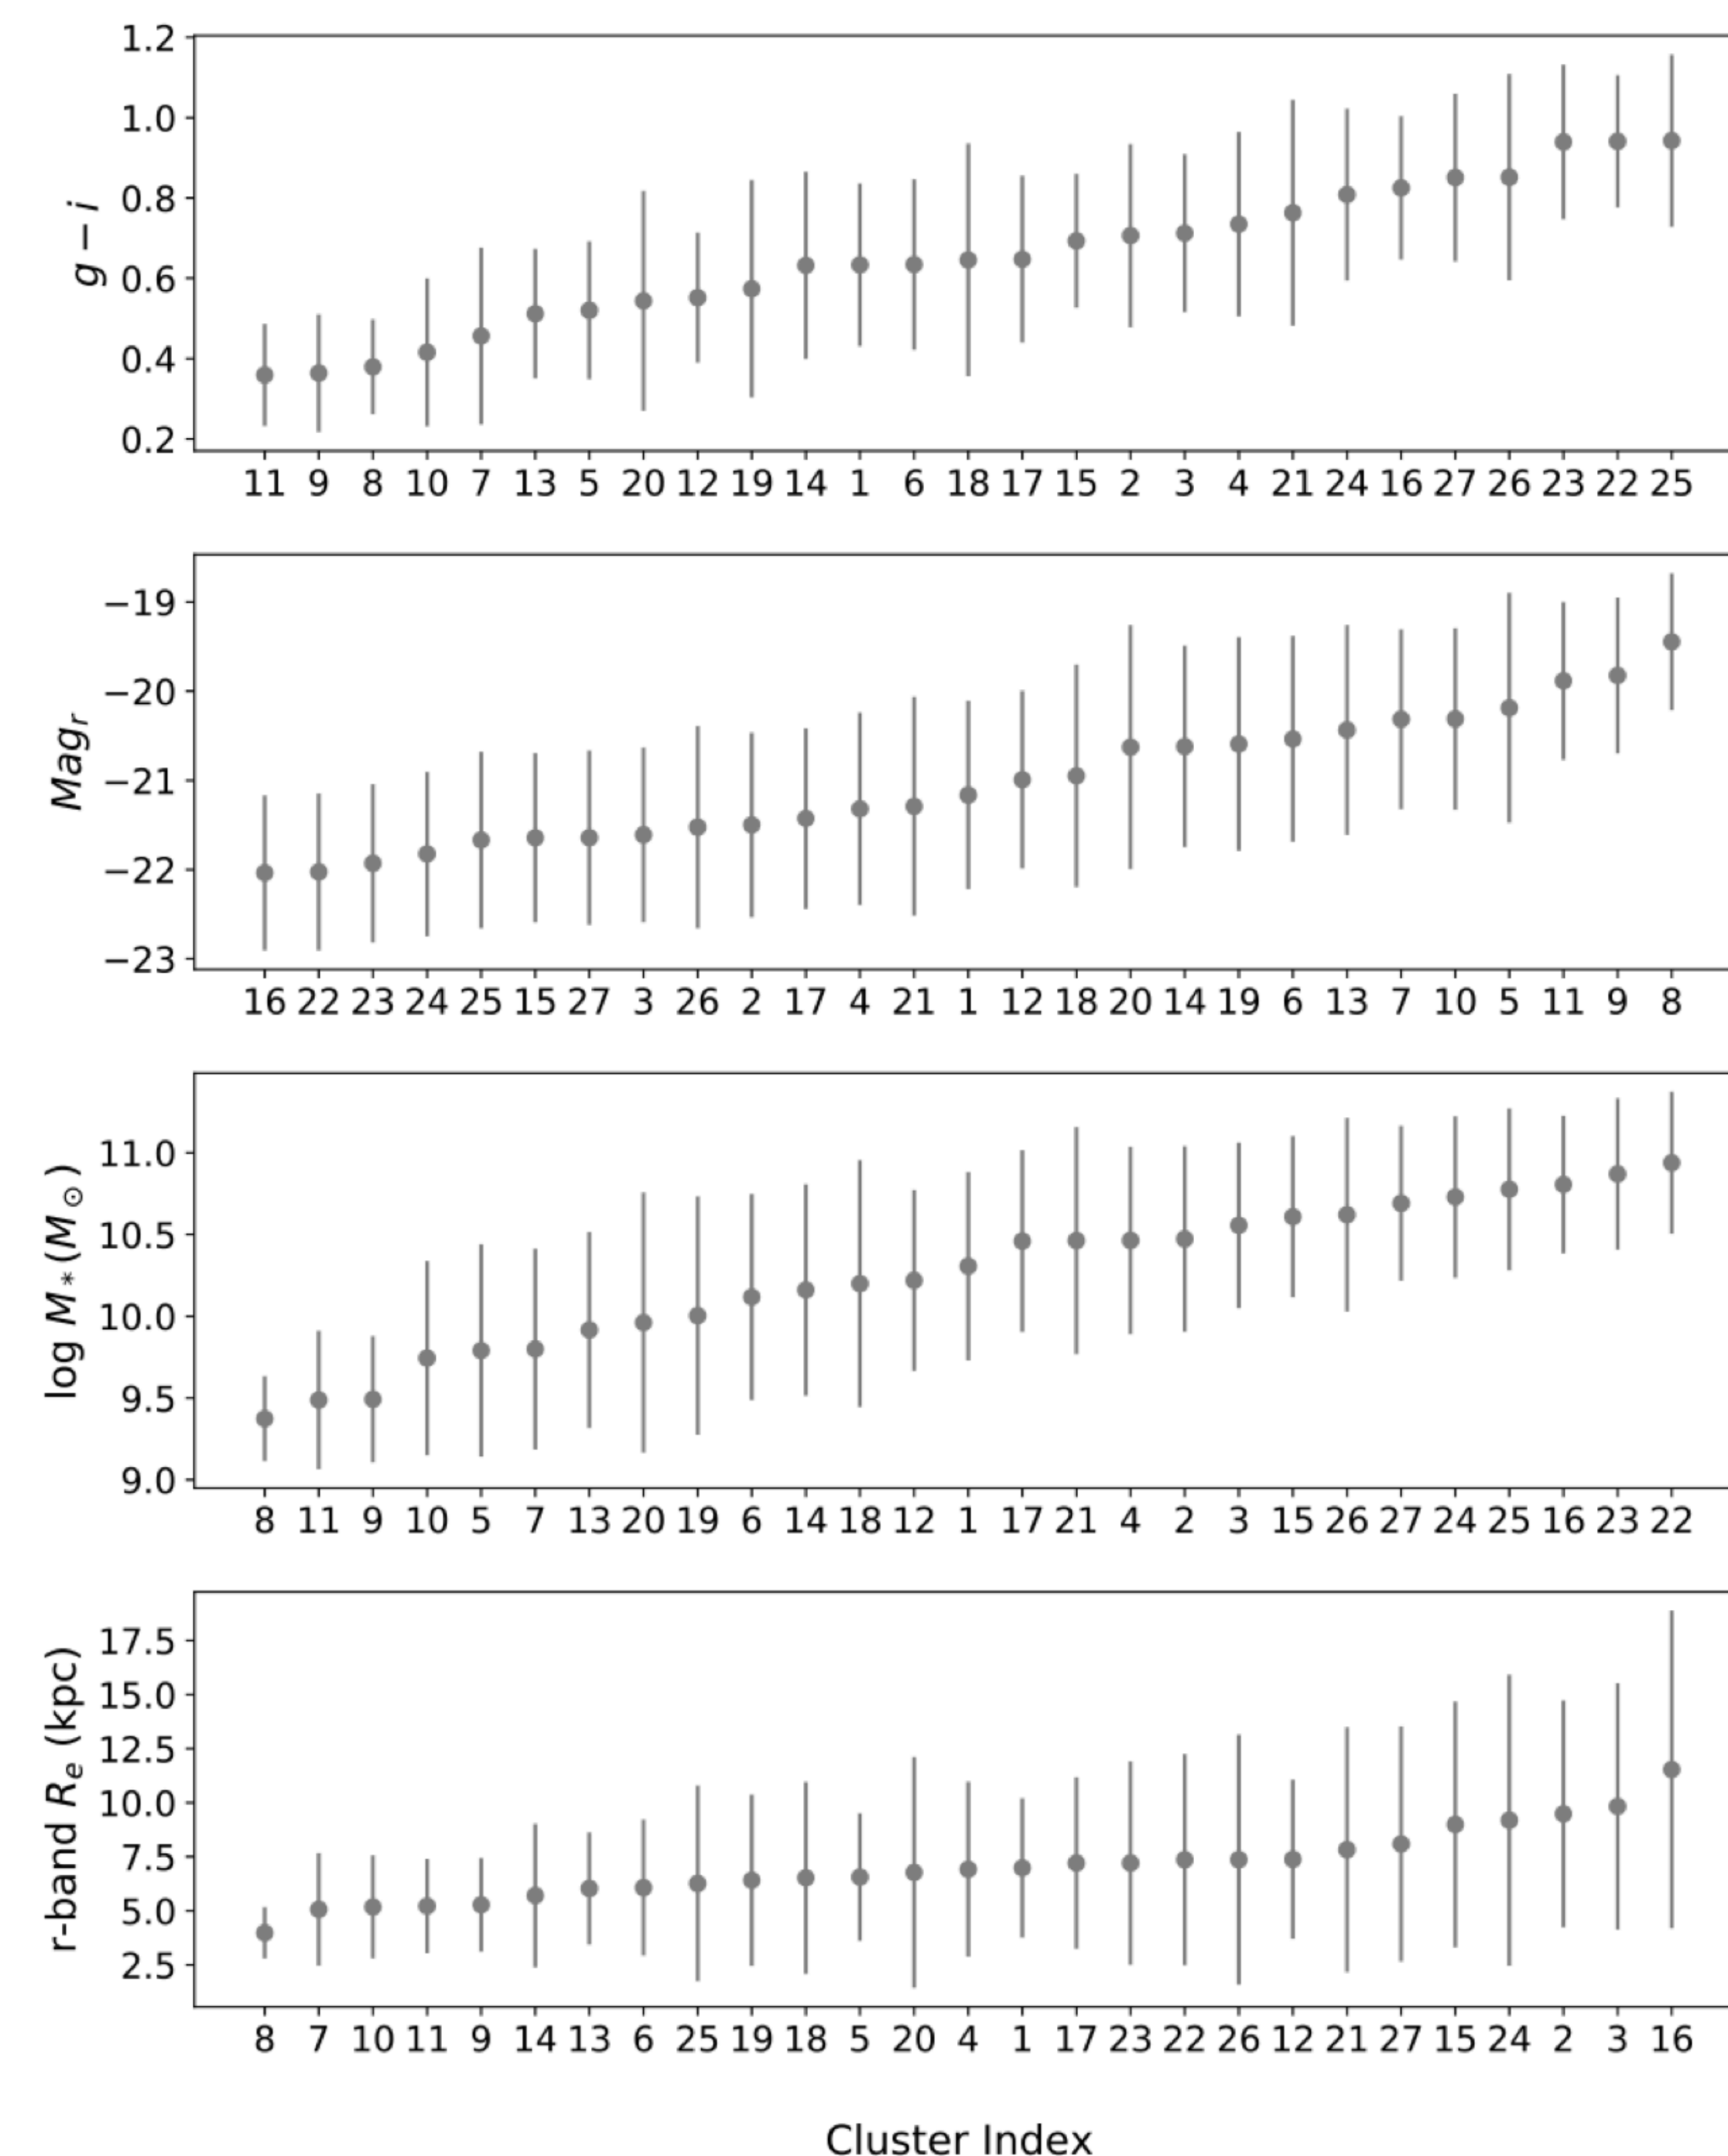 1.2
1.0
0.8
0.6
0.4
0.2
g − i
11 9 8 10 7 13 5 20 12 19 14 1 6 18 17 15 2 3 4 21 24 16 27 26 23 22 25
−19
−20
−21
−22
−23
Mag_r
16 22 23 24 25 15 27 3 26 2 17 4 21 1 12 18 20 14 19 6 13 7 10 5 11 9 8
11.0
10.5
10.0
9.5
9.0
log M_*(M_⊙)
8 11 9 10 5 7 13 20 19 6 14 18 12 1 17 21 4 2 3 15 26 27 24 25 16 23 22
17.5
15.0
12.5
10.0
7.5
5.0
2.5
r-band R_e (kpc)
8 7 10 11 9 14 13 6 25 19 18 5 20 4 1 17 23 22 26 12 21 27 15 24 2 3 16
Cluster Index